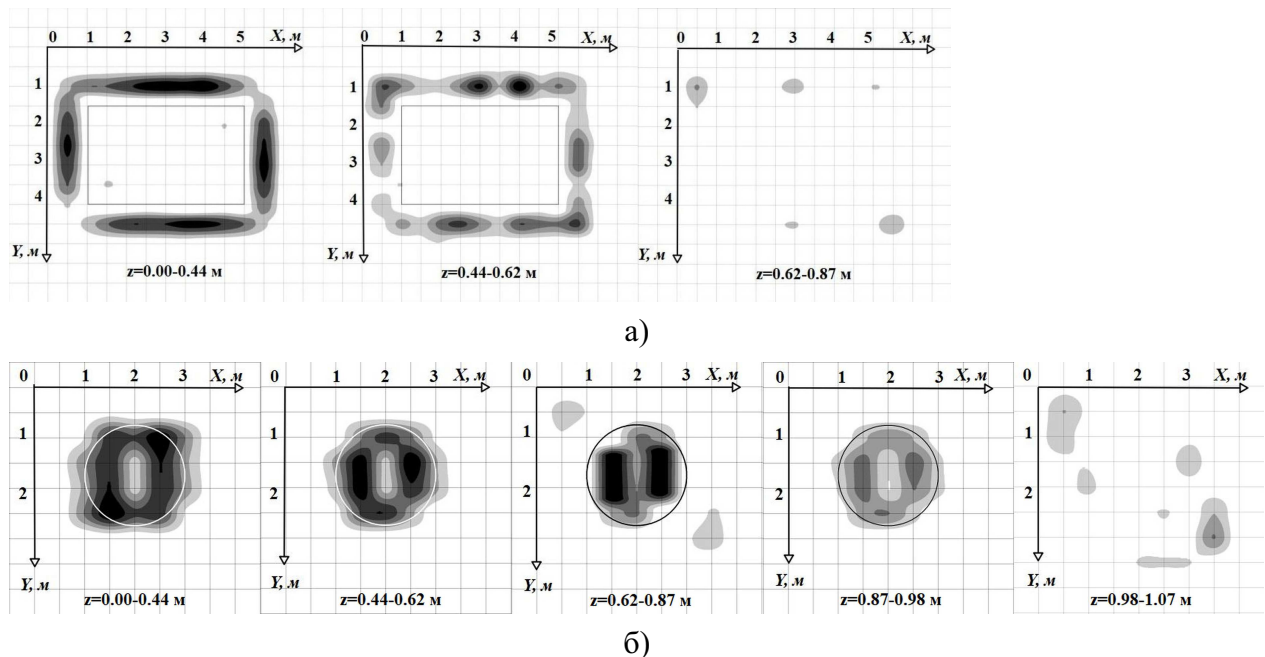 0 1 2 3 4 5 X, м
1
2
3
4
Y, м
z=0.00-0.44 м
0 1 2 3 4 5 X, м
1
2
3
4
Y, м
z=0.44-0.62 м
0 1 2 3 4 5 X, м
1
2
3
4
Y, м
z=0.62-0.87 м
а)
0 1 2 3 X, м
1
2
Y, м
z=0.00-0.44 м
0 1 2 3 X, м
1
2
Y, м
z=0.44-0.62 м
0 1 2 3 X, м
1
2
Y, м
z=0.62-0.87 м
0 1 2 3 X, м
1
2
Y, м
z=0.87-0.98 м
0 1 2 3 X, м
1
2
Y, м
z=0.98-1.07 м
б)